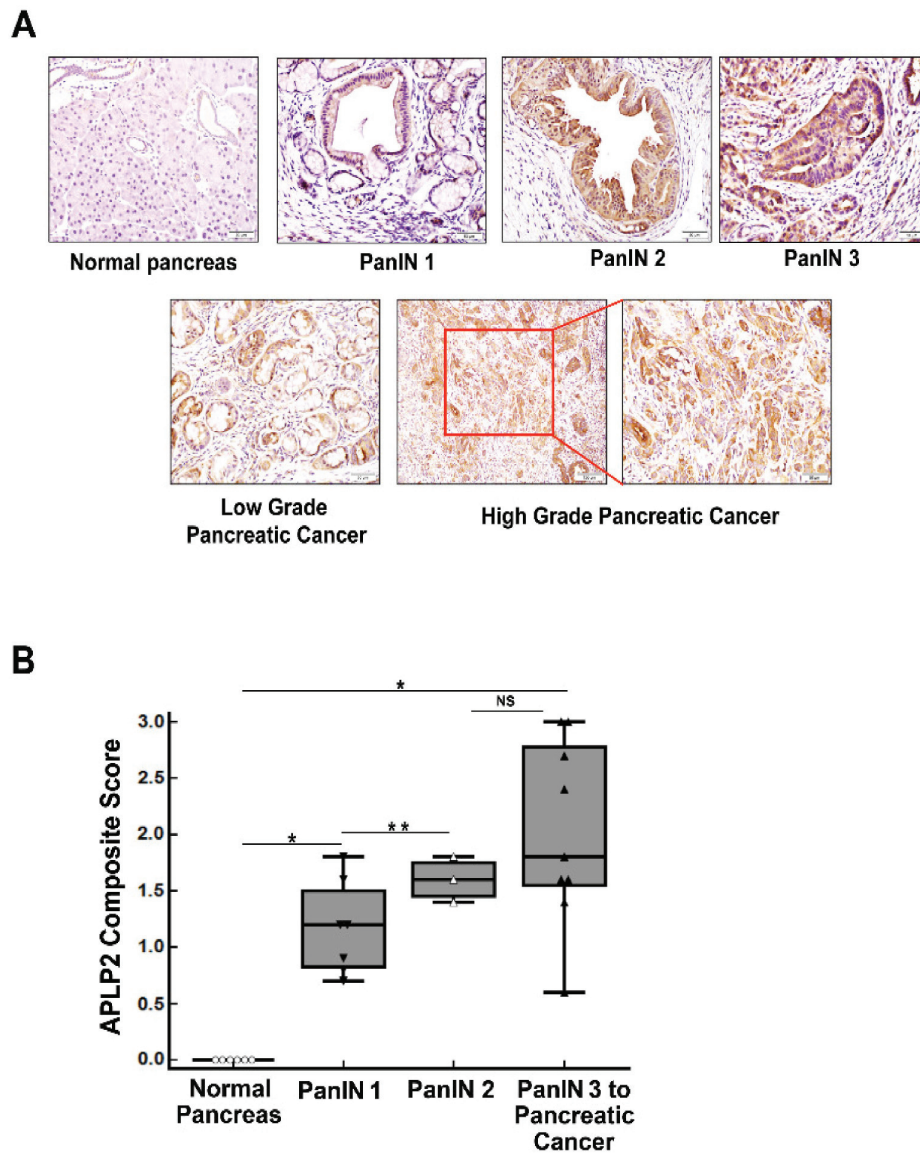 A
Normal pancreas
PanIN 1
PanIN 2
PanIN 3
Low Grade
Pancreatic Cancer
High Grade Pancreatic Cancer
B
*
NS
*
**
APLP2 Composite Score
3.0
2.5
2.0
1.5
1.0
0.5
0.0
Normal
Pancreas
PanIN 1
PanIN 2
PanIN 3 to
Pancreatic
Cancer